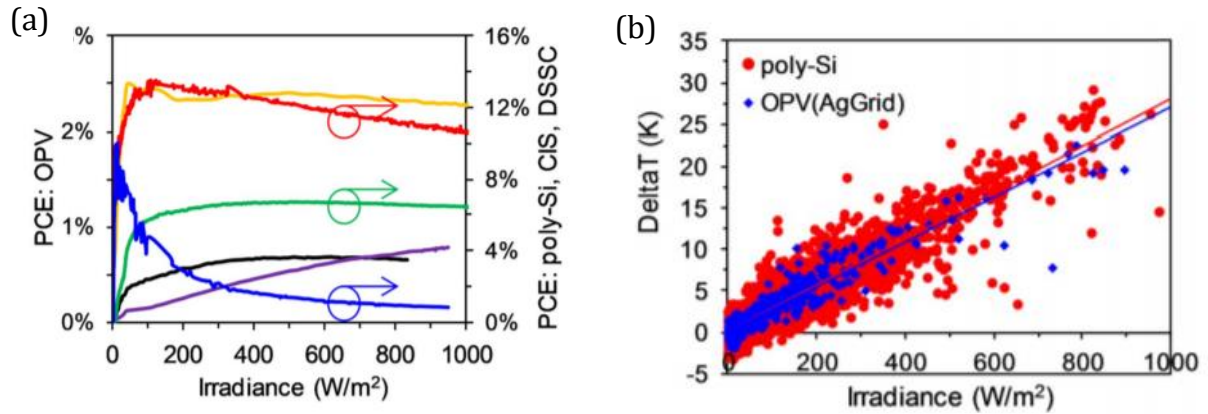 (a)
PCE: OPV
%
2%
1%
0%
16%
12%
8%
4%
0%
PCE: poly-Si, CIS, DSSC
0 200 400 600 800 1000
Irradiance (W/m²)
(b)
DeltaT (K)
35
30
25
20
15
10
5
0
-5
poly-Si
OPV(AgGrid)
0 200 400 600 800 1000
Irradiance (W/m²)